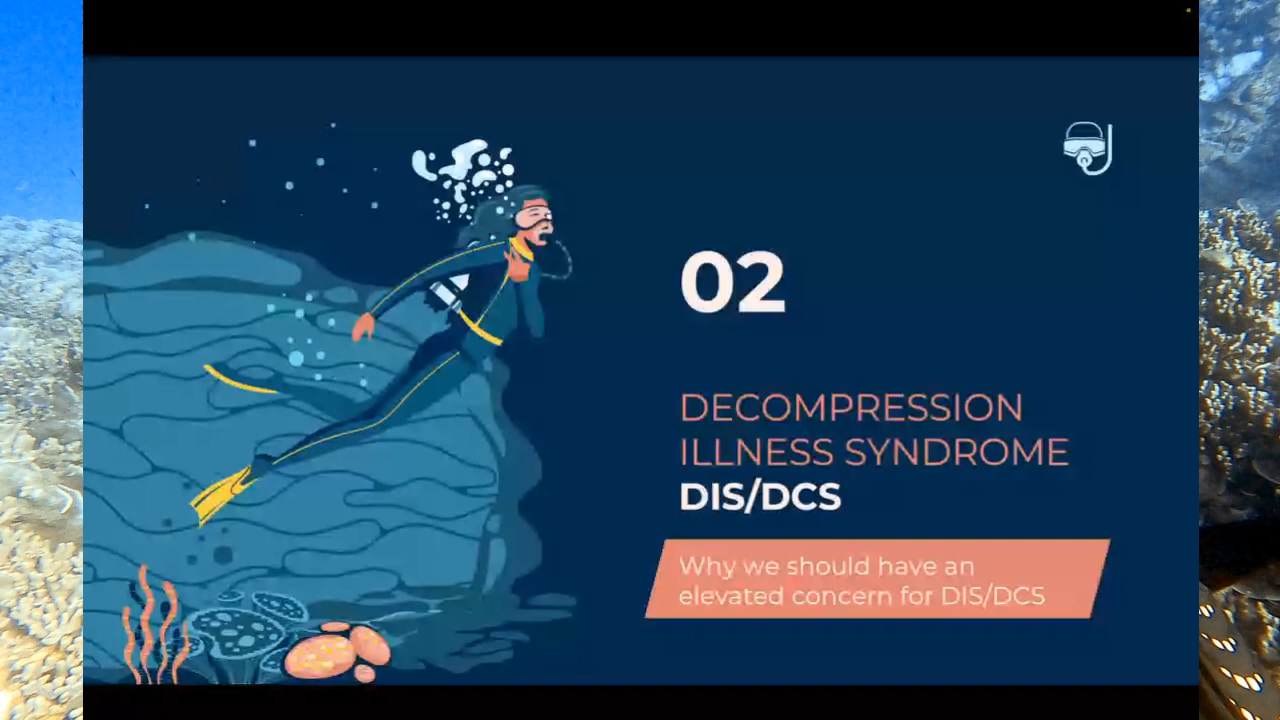 02
DECOMPRESSION
ILLNESS SYNDROME
DIS/DCS
Why we should have an
elevated concern for DIS/DCS